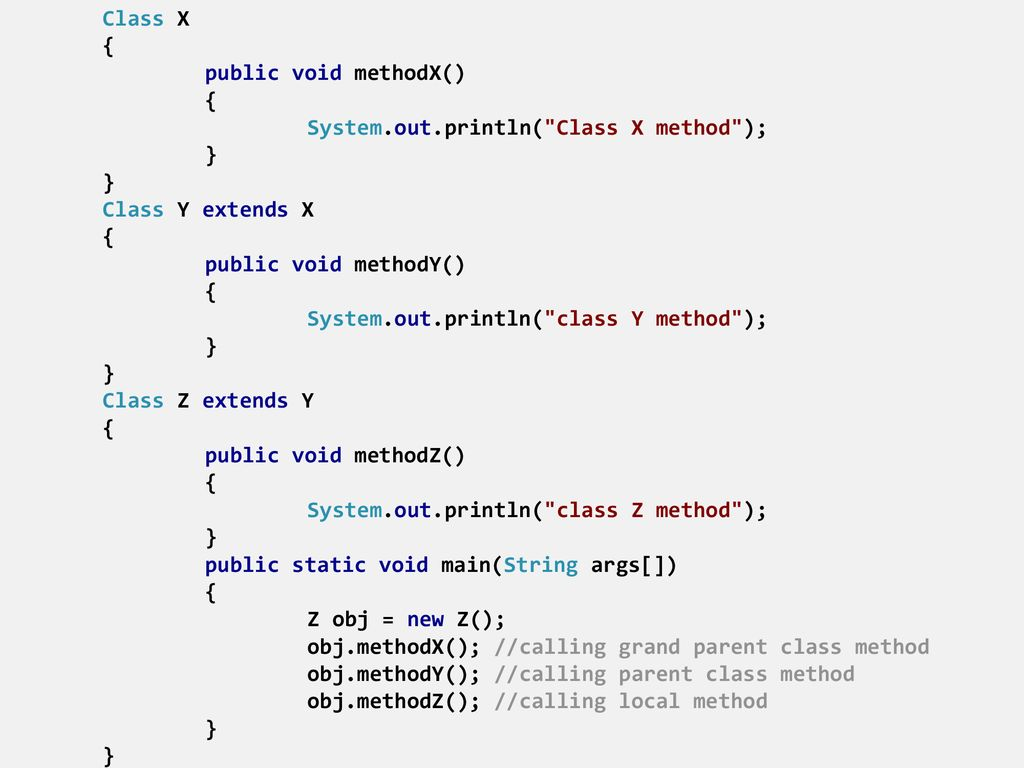 Class X
{
public void methodX()
{
System.out.println("Class X method");
}
}
Class Y extends X
{
public void methodY()
{
System.out.println("class Y method");
}
}
Class Z extends Y
{
public void methodZ()
{
System.out.println("class Z method");
}
public static void main(String args[])
{
Z obj = new Z();
obj.methodX(); //calling grand parent class method
obj.methodY(); //calling parent class method
obj.methodZ(); //calling local method
}
}